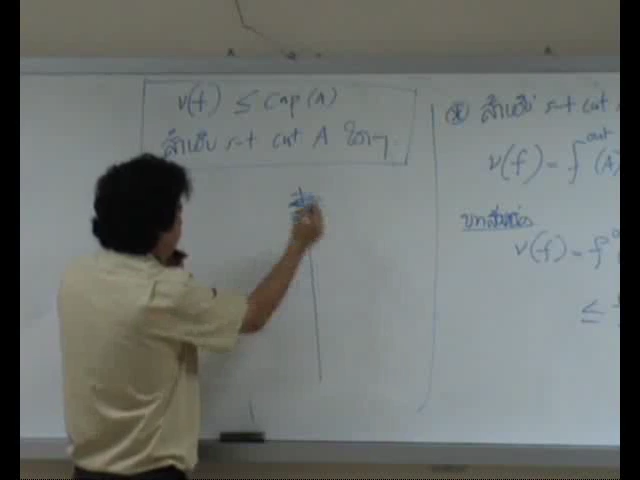 v(f) ≤ cap(A)
สำหรับ s-t cut A ใดๆ
⊛ สำหรับ s-t cut
v(f) = f^out (A)
บทพิสูจน์
v(f) = f
≤